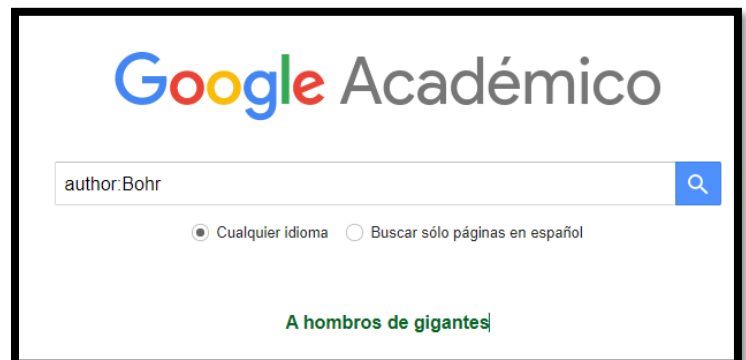 Google Académico
author:Bohr
Cualquier idioma Buscar sólo páginas en español
A hombros de gigantes